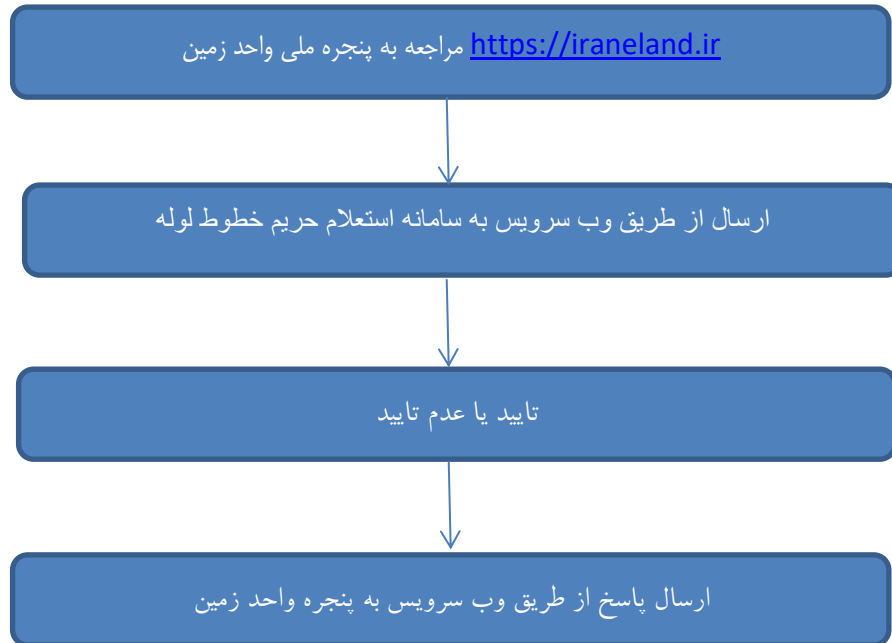 مراجعه به پنجره ملی واحد زمین https://iraneland.ir
ارسال از طریق وب سرویس به سامانه استعلام حریم خطوط لوله
تایید یا عدم تایید
ارسال پاسخ از طریق وب سرویس به پنجره واحد زمین